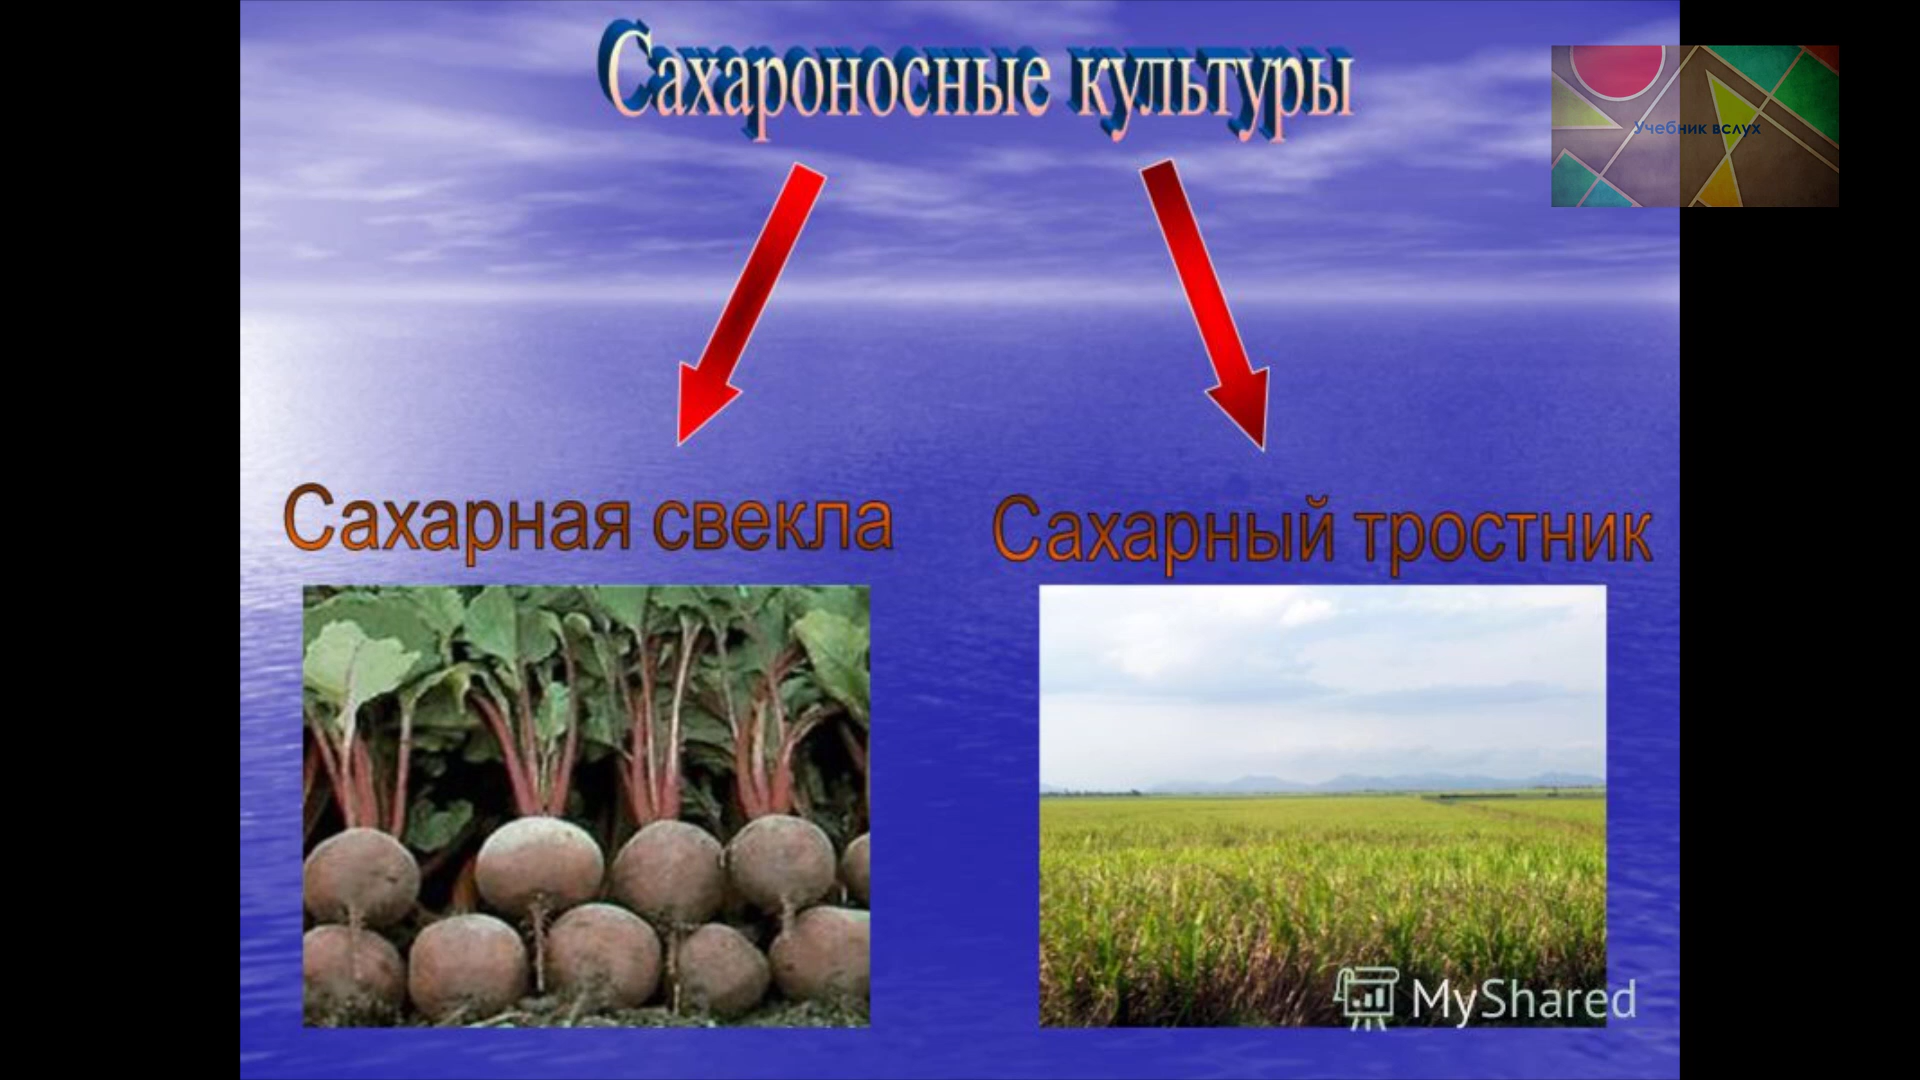 Сахароносные культуры
Учебник вслух
Сахарная свекла
Сахарный тростник
MyShared